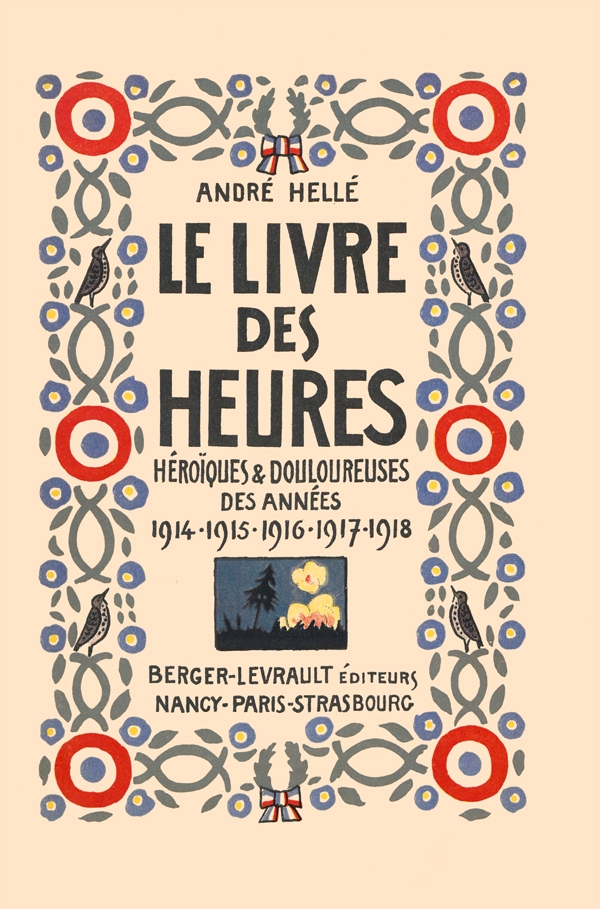 ANDRÉ HELLÉ
LE LIVRE
DES
HEURES
HÉROÏQUES & DOULOUREUSES
DES ANNÉES
1914·1915·1916·1917·1918
BERGER-LEVRAULT ÉDITEURS
NANCY-PARIS-STRASBOURG